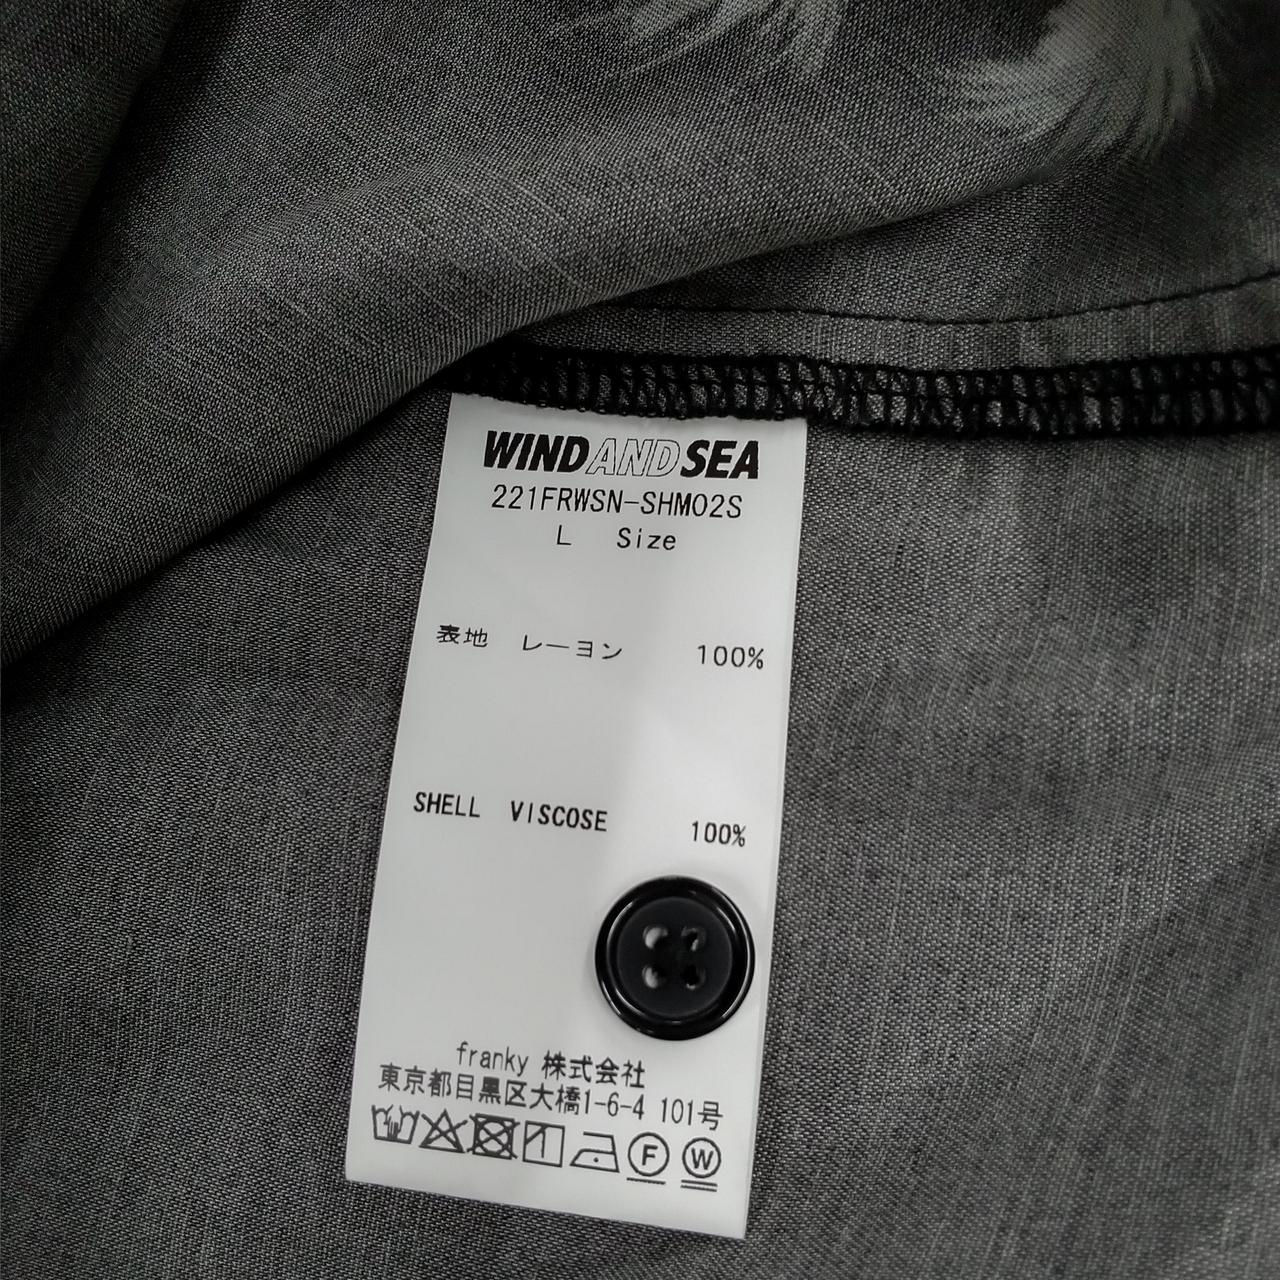 WINDANDSEA
221FRWSN-SHM02S
L Size
表地 レーヨン 100%
SHELL VISCOSE 100%
franky 株式会社
東京都目黒区大橋1-6-4 101号
F W